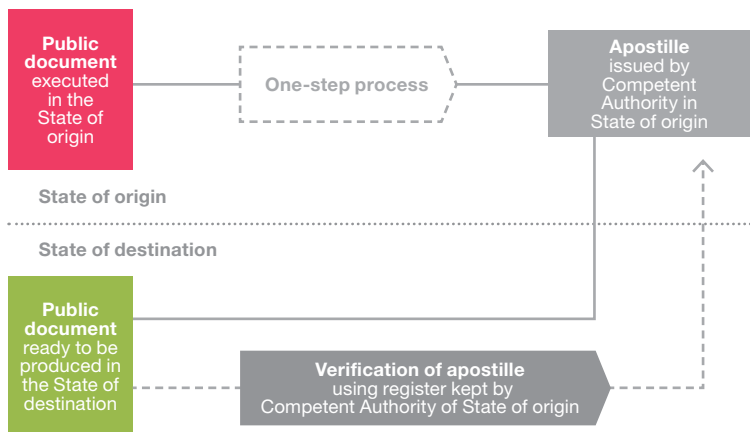 Public
document
executed
in the
State of
origin
One-step process
Apostille
issued by
Competent
Authority in
State of origin
State of origin
State of destination
Public
document
ready to be
produced in
the State of
destination
Verification of apostille
using register kept by
Competent Authority of State of origin